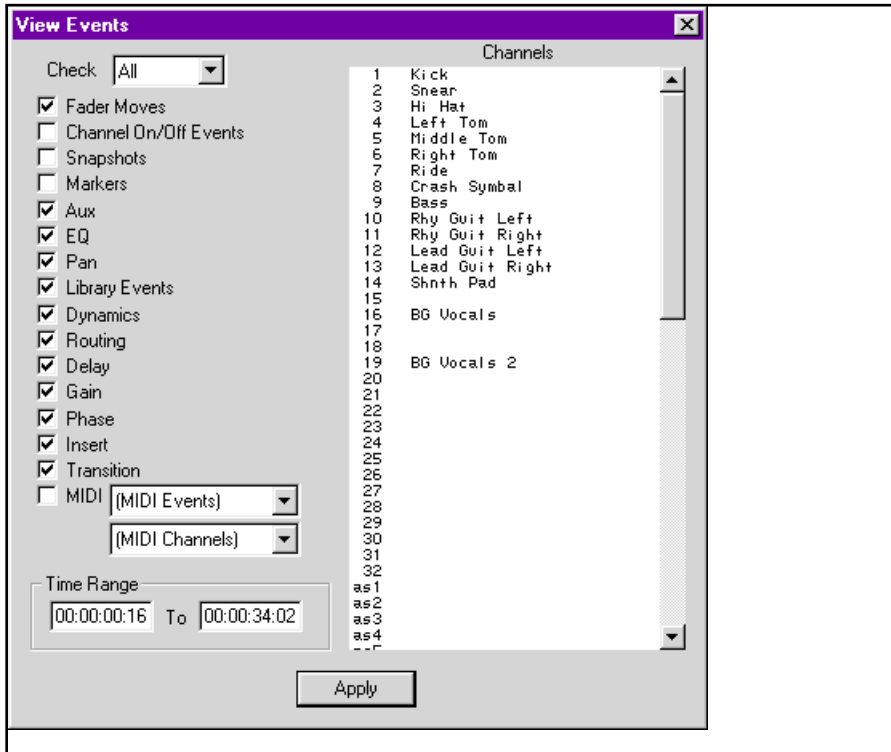 View Events
Check All
Fader Moves
Channel On/Off Events
Snapshots
Markers
Aux
EQ
Pan
Library Events
Dynamics
Routing
Delay
Gain
Phase
Insert
Transition
MIDI (MIDI Events)
(MIDI Channels)
Time Range
00:00:00:16 To 00:00:34:02
Channels
1 Kick
2 Snear
3 Hi Hat
4 Left Tom
5 Middle Tom
6 Right Tom
7 Ride
8 Crash Symbal
9 Bass
10 Rhy Guit Left
11 Rhy Guit Right
12 Lead Guit Left
13 Lead Guit Right
14 Shnth Pad
15
16 BG Vocals
17
18
19 BG Vocals 2
20
21
22
23
24
25
26
27
28
29
30
31
32
as1
as2
as3
as4
Apply